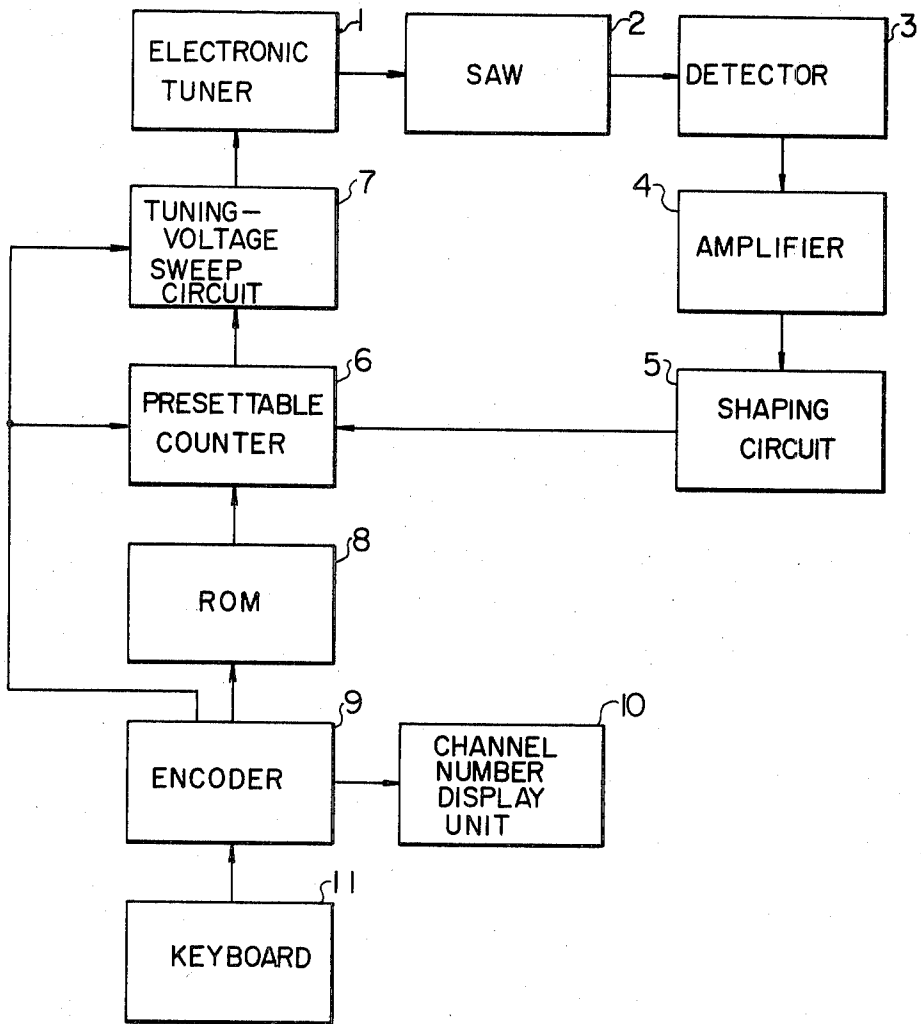 1
ELECTRONIC
TUNER
2
SAW
3
DETECTOR
7
TUNING-
VOLTAGE
SWEEP
CIRCUIT
4
AMPLIFIER
6
PRESETTABLE
COUNTER
5
SHAPING
CIRCUIT
8
ROM
9
ENCODER
10
CHANNEL
NUMBER
DISPLAY
UNIT
11
KEYBOARD